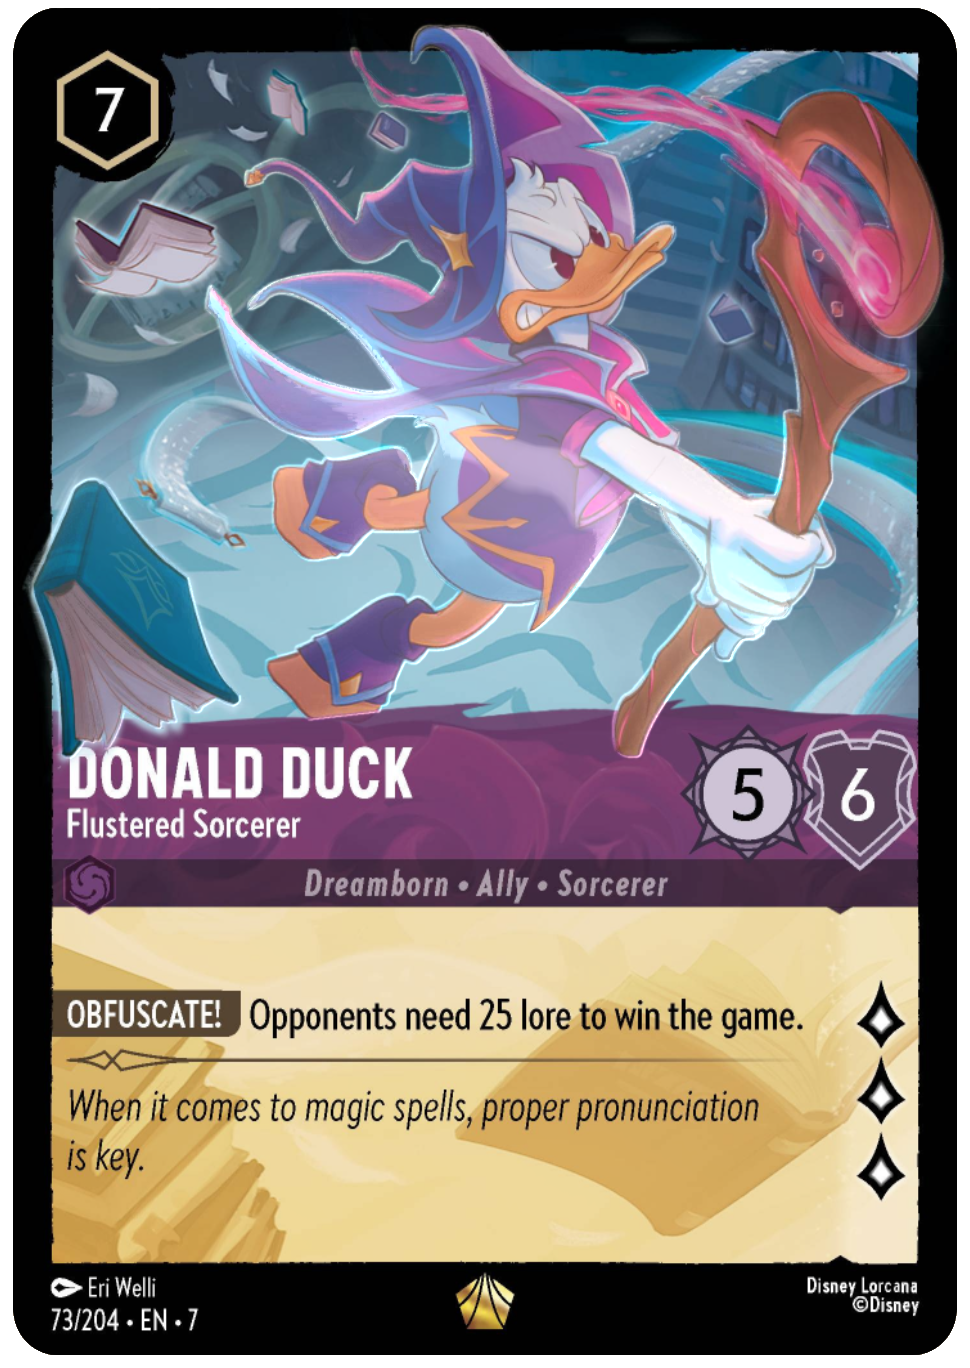 7
DONALD DUCK
Flustered Sorcerer
5
6
Dreamborn • Ally • Sorcerer
OBFUSCATE! Opponents need 25 lore to win the game.
When it comes to magic spells, proper pronunciation
is key.
Eri Welli
73/204 • EN • 7
Disney Lorcana
©Disney